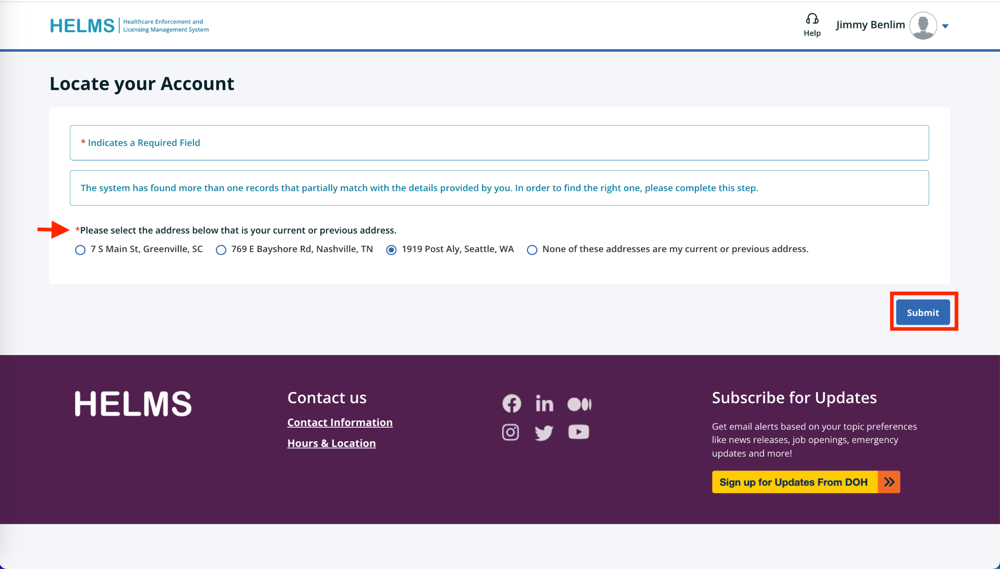 HELMS
Healthcare Enforcement and
Licensing Management System
Help
Jimmy Benlim
Locate your Account
* Indicates a Required Field
The system has found more than one records that partially match with the details provided by you. In order to find the right one, please complete this step.
*Please select the address below that is your current or previous address.
7 S Main St, Greenville, SC
769 E Bayshore Rd, Nashville, TN
1919 Post Aly, Seattle, WA
None of these addresses are my current or previous address.
Submit
HELMS
Contact us
Contact Information
Hours & Location
Subscribe for Updates
Get email alerts based on your topic preferences
like news releases, job openings, emergency
updates and more!
Sign up for Updates From DOH